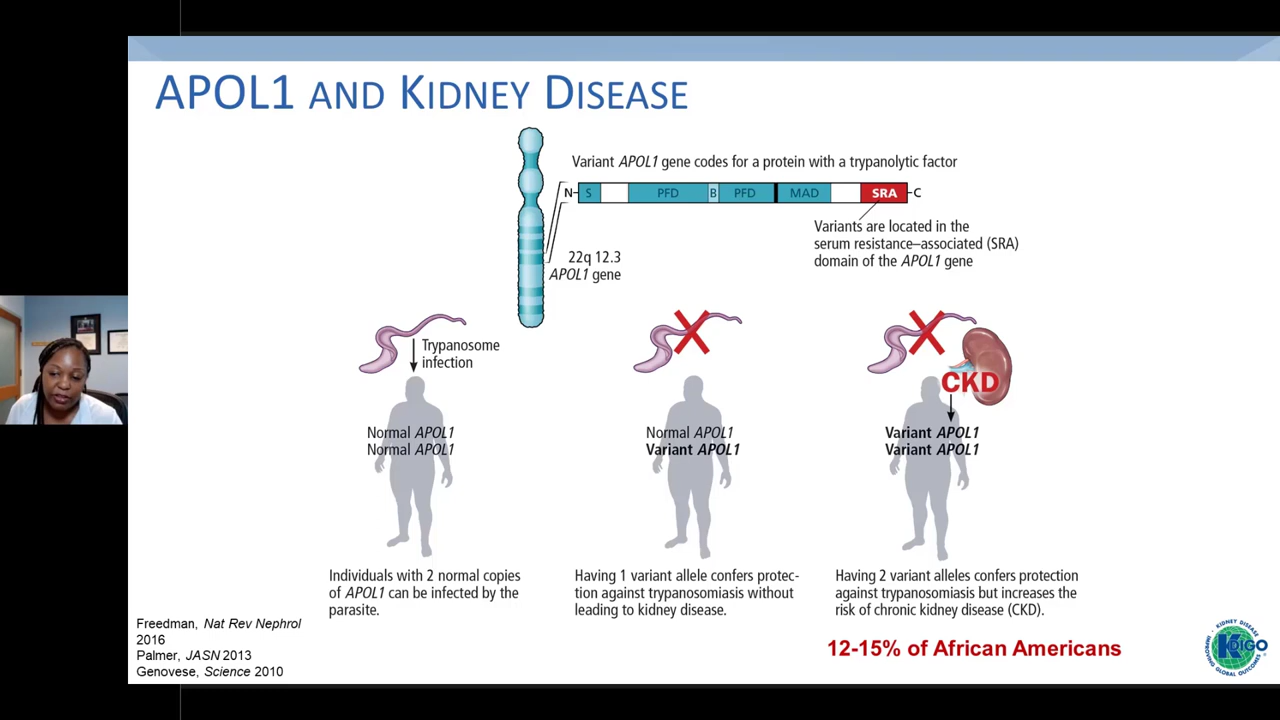 APOL1 AND KIDNEY DISEASE
Variant APOL1 gene codes for a protein with a trypanolytic factor
N S PFD B PFD MAD SRA C
Variants are located in the
serum resistance–associated (SRA)
domain of the APOL1 gene
22q 12.3
APOL1 gene
Trypanosome
infection
CKD
Normal APOL1
Normal APOL1
Normal APOL1
Variant APOL1
Variant APOL1
Variant APOL1
Individuals with 2 normal copies
of APOL1 can be infected by the
parasite.
Having 1 variant allele confers protec-
tion against trypanosomiasis without
leading to kidney disease.
Having 2 variant alleles confers protection
against trypanosomiasis but increases the
risk of chronic kidney disease (CKD).
12-15% of African Americans
Freedman, Nat Rev Nephrol
2016
Palmer, JASN 2013
Genovese, Science 2010
KIDNEY DISEASE
KDIGO
IMPROVING GLOBAL OUTCOMES